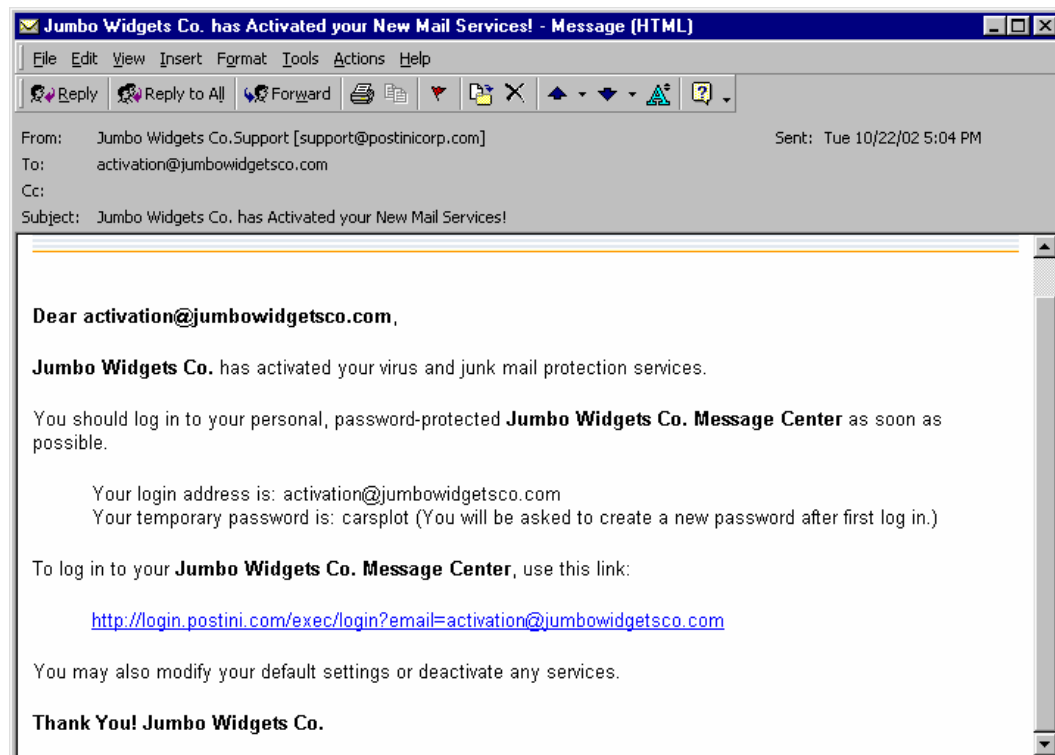 Jumbo Widgets Co. has Activated your New Mail Services! - Message (HTML)
File Edit View Insert Format Tools Actions Help
Reply Reply to All Forward
From: Jumbo Widgets Co.Support [support@postinicorp.com] Sent: Tue 10/22/02 5:04 PM
To: activation@jumbowidgetsco.com
Cc:
Subject: Jumbo Widgets Co. has Activated your New Mail Services!
Dear activation@jumbowidgetsco.com,
Jumbo Widgets Co. has activated your virus and junk mail protection services.
You should log in to your personal, password-protected Jumbo Widgets Co. Message Center as soon as
possible.
Your login address is: activation@jumbowidgetsco.com
Your temporary password is: carsplot (You will be asked to create a new password after first log in.)
To log in to your Jumbo Widgets Co. Message Center, use this link:
http://login.postini.com/exec/login?email=activation@jumbowidgetsco.com
You may also modify your default settings or deactivate any services.
Thank You! Jumbo Widgets Co.